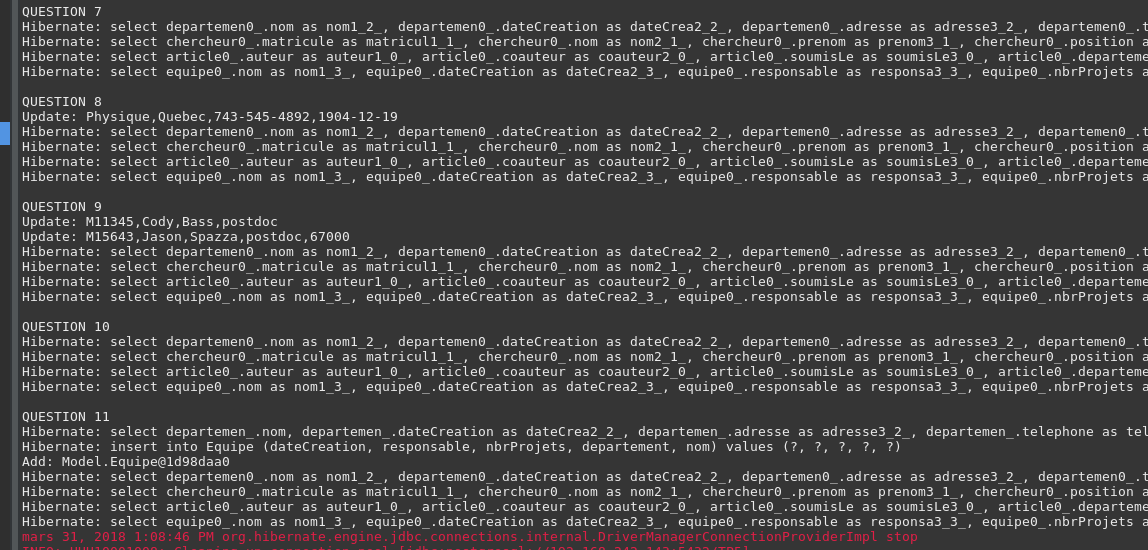 QUESTION 7
Hibernate: select departemen0_.nom as nom1_2_, departemen0_.dateCreation as dateCrea2_2_, departemen0_.adresse as adresse3_2_, departemen0_.t
Hibernate: select chercheur0_.matricule as matricul1_1_, chercheur0_.nom as nom2_1_, chercheur0_.prenom as prenom3_1_, chercheur0_.position a
Hibernate: select article0_.auteur as auteur1_0_, article0_.coauteur as coauteur2_0_, article0_.soumisLe as soumisLe3_0_, article0_.departeme
Hibernate: select equipe0_.nom as nom1_3_, equipe0_.dateCreation as dateCrea2_3_, equipe0_.responsable as responsa3_3_, equipe0_.nbrProjets a
QUESTION 8
Update: Physique,Quebec,743-545-4892,1904-12-19
Hibernate: select departemen0_.nom as nom1_2_, departemen0_.dateCreation as dateCrea2_2_, departemen0_.adresse as adresse3_2_, departemen0_.t
Hibernate: select chercheur0_.matricule as matricul1_1_, chercheur0_.nom as nom2_1_, chercheur0_.prenom as prenom3_1_, chercheur0_.position a
Hibernate: select article0_.auteur as auteur1_0_, article0_.coauteur as coauteur2_0_, article0_.soumisLe as soumisLe3_0_, article0_.departeme
Hibernate: select equipe0_.nom as nom1_3_, equipe0_.dateCreation as dateCrea2_3_, equipe0_.responsable as responsa3_3_, equipe0_.nbrProjets a
QUESTION 9
Update: M11345,Cody,Bass,postdoc
Update: M15643,Jason,Spazza,postdoc,67000
Hibernate: select departemen0_.nom as nom1_2_, departemen0_.dateCreation as dateCrea2_2_, departemen0_.adresse as adresse3_2_, departemen0_.t
Hibernate: select chercheur0_.matricule as matricul1_1_, chercheur0_.nom as nom2_1_, chercheur0_.prenom as prenom3_1_, chercheur0_.position a
Hibernate: select article0_.auteur as auteur1_0_, article0_.coauteur as coauteur2_0_, article0_.soumisLe as soumisLe3_0_, article0_.departeme
Hibernate: select equipe0_.nom as nom1_3_, equipe0_.dateCreation as dateCrea2_3_, equipe0_.responsable as responsa3_3_, equipe0_.nbrProjets a
QUESTION 10
Hibernate: select departemen0_.nom as nom1_2_, departemen0_.dateCreation as dateCrea2_2_, departemen0_.adresse as adresse3_2_, departemen0_.t
Hibernate: select chercheur0_.matricule as matricul1_1_, chercheur0_.nom as nom2_1_, chercheur0_.prenom as prenom3_1_, chercheur0_.position a
Hibernate: select article0_.auteur as auteur1_0_, article0_.coauteur as coauteur2_0_, article0_.soumisLe as soumisLe3_0_, article0_.departeme
Hibernate: select equipe0_.nom as nom1_3_, equipe0_.dateCreation as dateCrea2_3_, equipe0_.responsable as responsa3_3_, equipe0_.nbrProjets a
QUESTION 11
Hibernate: select departemen_.nom, departemen_.dateCreation as dateCrea2_2_, departemen_.adresse as adresse3_2_, departemen_.telephone as tel
Hibernate: insert into Equipe (dateCreation, responsable, nbrProjets, departement, nom) values (?, ?, ?, ?, ?)
Add: Model.Equipe@1d98daa0
Hibernate: select departemen0_.nom as nom1_2_, departemen0_.dateCreation as dateCrea2_2_, departemen0_.adresse as adresse3_2_, departemen0_.t
Hibernate: select chercheur0_.matricule as matricul1_1_, chercheur0_.nom as nom2_1_, chercheur0_.prenom as prenom3_1_, chercheur0_.position a
Hibernate: select article0_.auteur as auteur1_0_, article0_.coauteur as coauteur2_0_, article0_.soumisLe as soumisLe3_0_, article0_.departeme
Hibernate: select equipe0_.nom as nom1_3_, equipe0_.dateCreation as dateCrea2_3_, equipe0_.responsable as responsa3_3_, equipe0_.nbrProjets a
mars 31, 2018 1:08:46 PM org.hibernate.engine.jdbc.connections.internal.DriverManagerConnectionProviderImpl stop